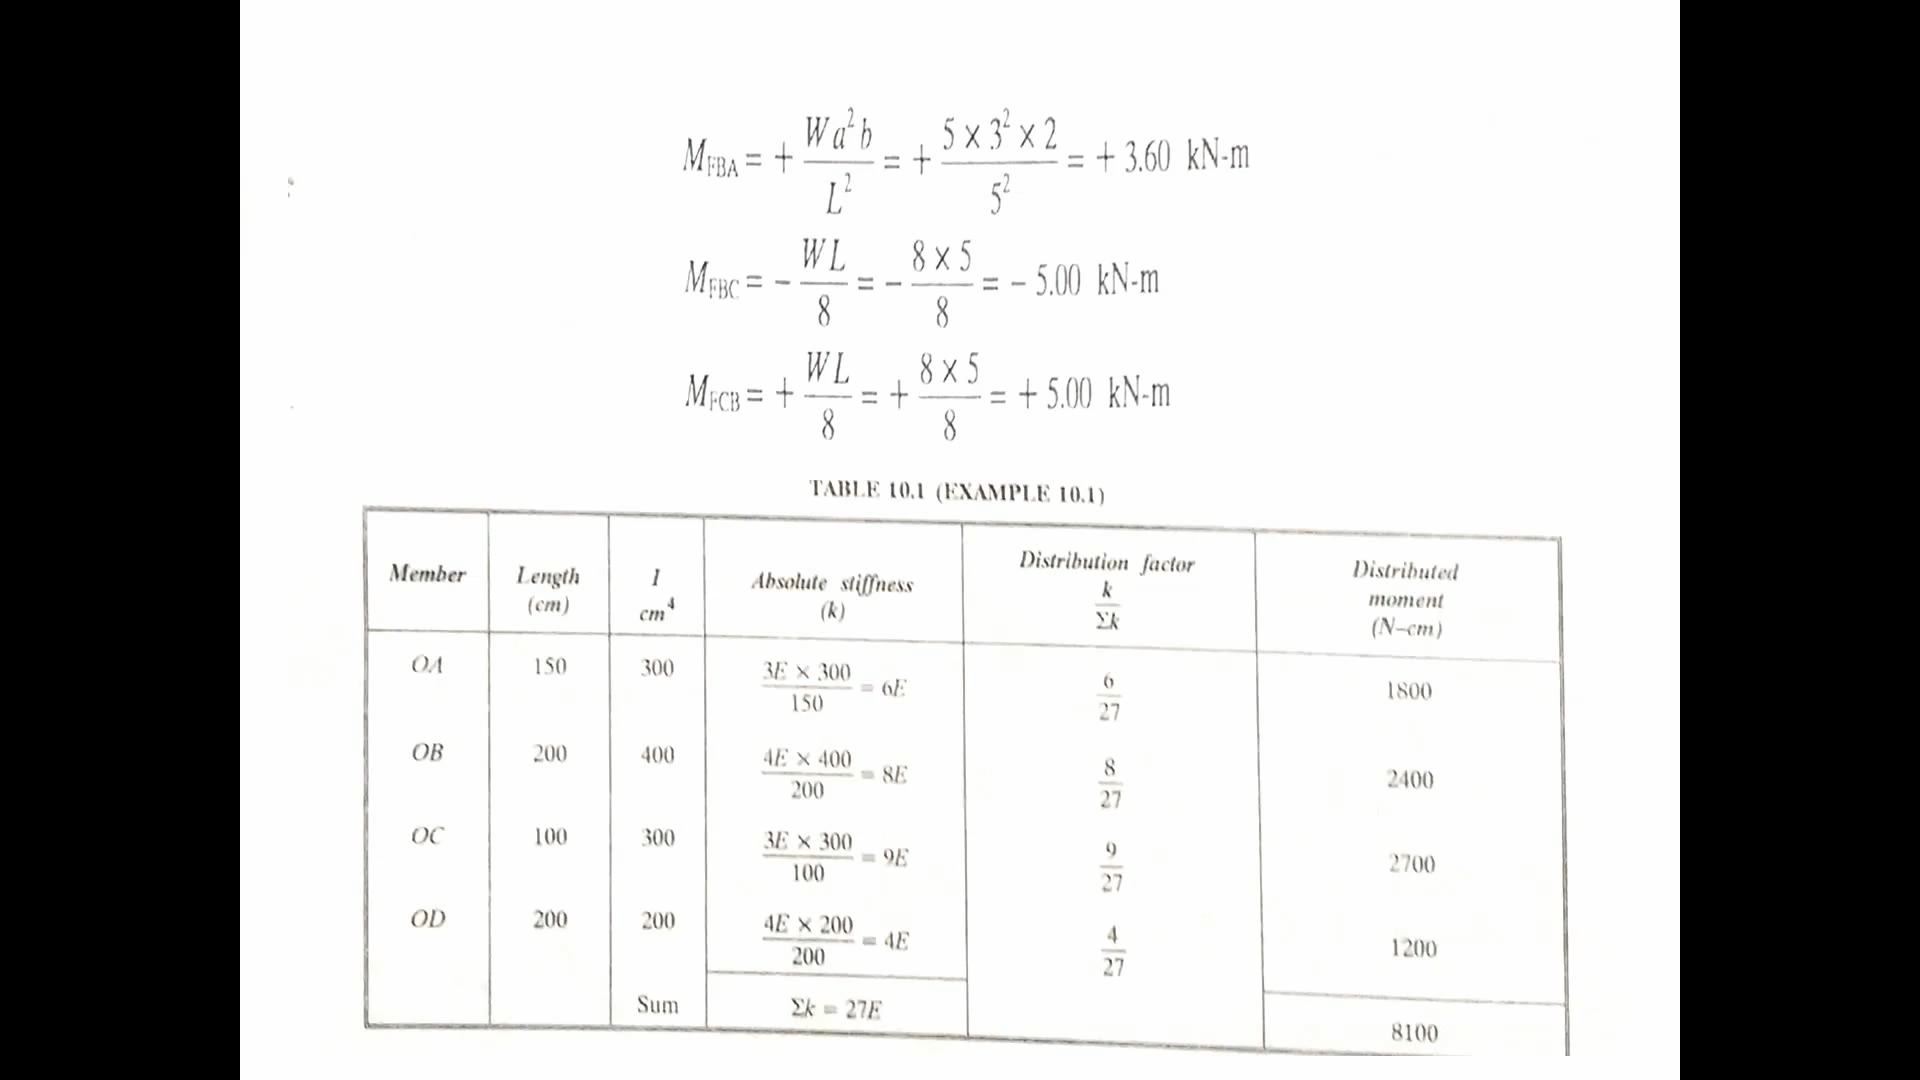 M_FBA = + Wa²b / L² = + 5 × 3² × 2 / 5² = + 3.60 kN-m
M_FBC = − WL / 8 = − 8 × 5 / 8 = − 5.00 kN-m
M_FCB = + WL / 8 = + 8 × 5 / 8 = + 5.00 kN-m
TABLE 10.1 (EXAMPLE 10.1)
Member | Length (cm) | I cm⁴ | Absolute stiffness (k) | Distribution factor k / Σk | Distributed moment (N–cm)
OA | 150 | 300 | 3E × 300 / 150 = 6E | 6 / 27 | 1800
OB | 200 | 400 | 4E × 400 / 200 = 8E | 8 / 27 | 2400
OC | 100 | 300 | 3E × 300 / 100 = 9E | 9 / 27 | 2700
OD | 200 | 200 | 4E × 200 / 200 = 4E | 4 / 27 | 1200
Sum | Σk = 27E | 8100